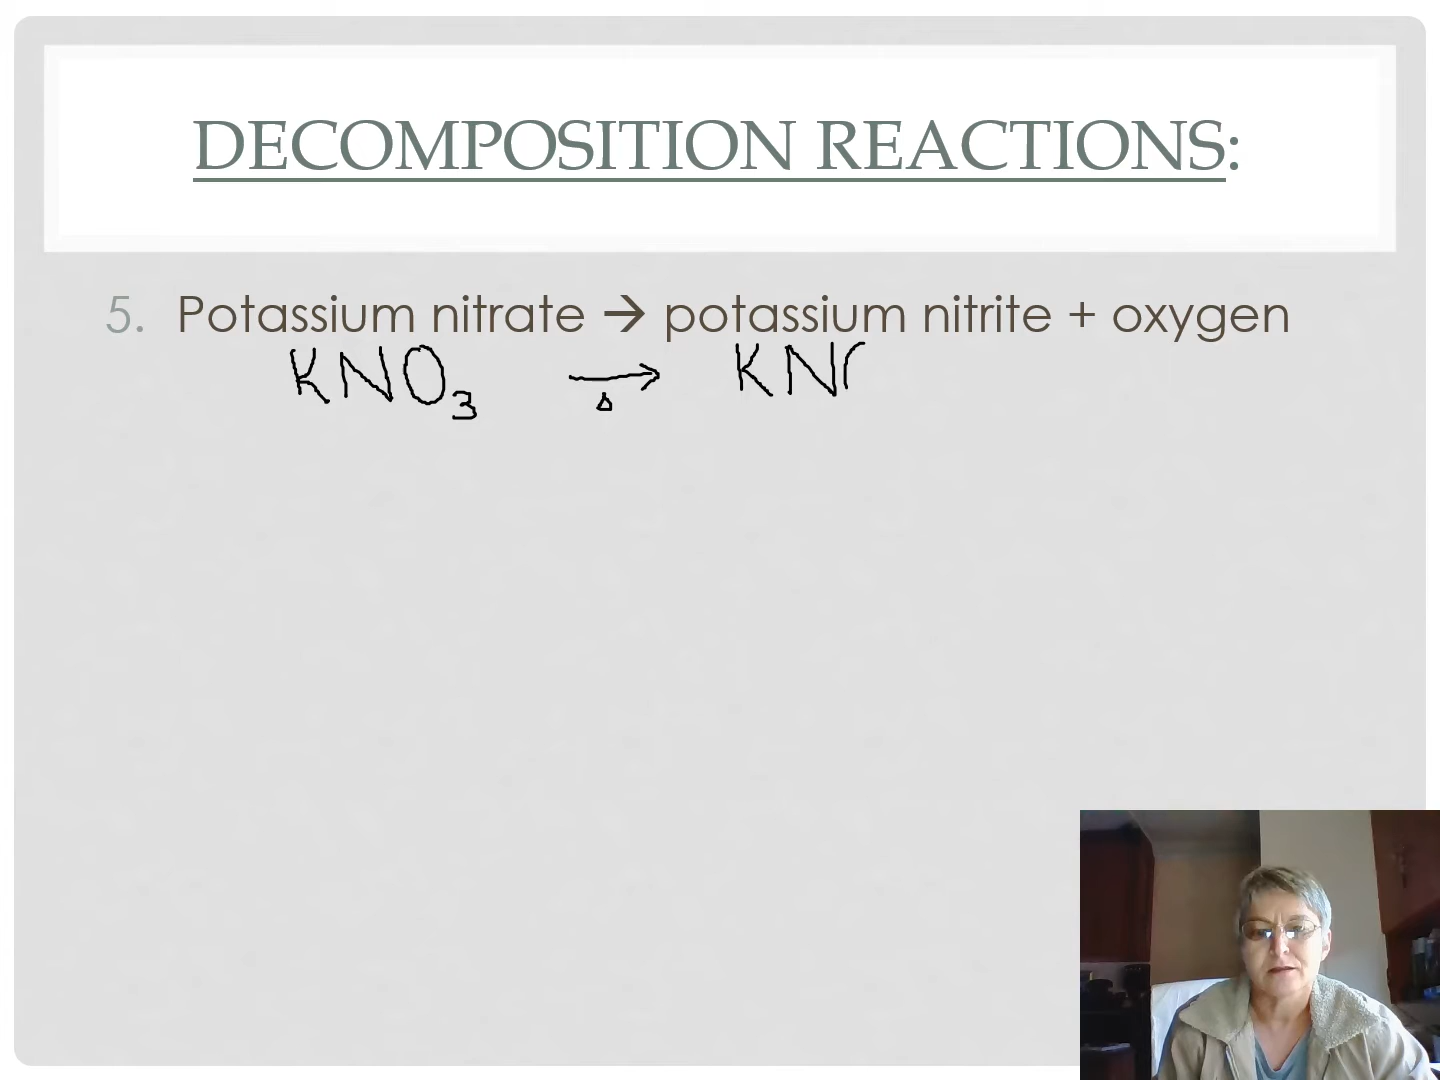 DECOMPOSITION REACTIONS:
5. Potassium nitrate → potassium nitrite + oxygen
KNO₃ →Δ KN